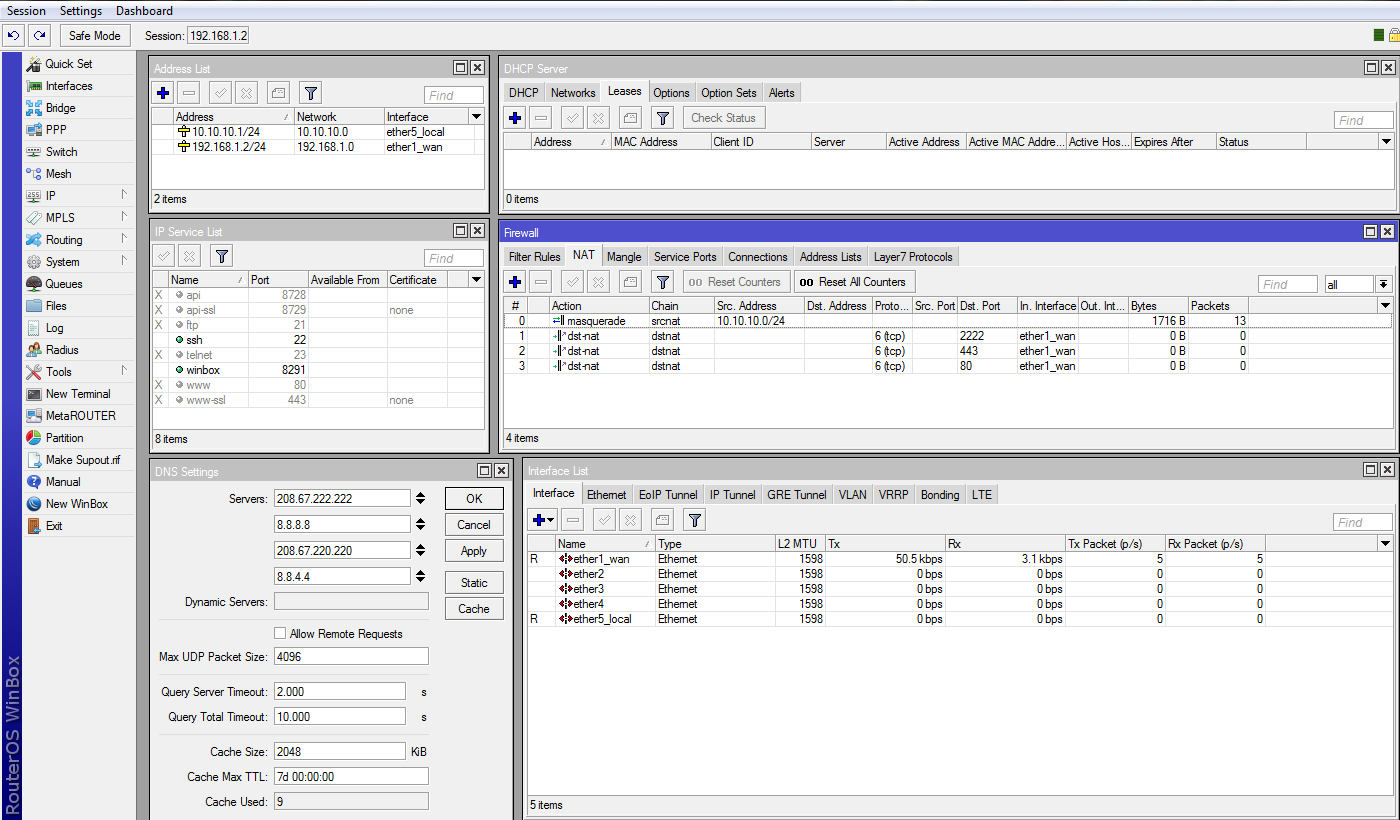 Session Settings Dashboard
Safe Mode Session: 192.168.1.2
Quick Set
Interfaces
Bridge
PPP
Switch
Mesh
IP
MPLS
Routing
System
Queues
Files
Log
Radius
Tools
New Terminal
MetaROUTER
Partition
Make Supout.rif
Manual
New WinBox
Exit
RouterOS WinBox
Address List
Find
Address Network Interface
10.10.10.1/24 10.10.10.0 ether5_local
192.168.1.2/24 192.168.1.0 ether1_wan
2 items
DHCP Server
DHCP Networks Leases Options Option Sets Alerts
Check Status Find
Address MAC Address Client ID Server Active Address Active MAC Addre... Active Hos... Expires After Status
0 items
IP Service List
Find
Name Port Available From Certificate
X api 8728
X api-ssl 8729 none
X ftp 21
ssh 22
X telnet 23
winbox 8291
X www 80
X www-ssl 443 none
8 items
Firewall
Filter Rules NAT Mangle Service Ports Connections Address Lists Layer7 Protocols
00 Reset Counters 00 Reset All Counters Find all
# Action Chain Src. Address Dst. Address Proto... Src. Port Dst. Port In. Interface Out. Int... Bytes Packets
0 masquerade srcnat 10.10.10.0/24 1716 B 13
1 dst-nat dstnat 6 (tcp) 2222 ether1_wan 0 B 0
2 dst-nat dstnat 6 (tcp) 443 ether1_wan 0 B 0
3 dst-nat dstnat 6 (tcp) 80 ether1_wan 0 B 0
4 items
DNS Settings
Servers: 208.67.222.222 OK
8.8.8.8 Cancel
208.67.220.220 Apply
8.8.4.4 Static
Dynamic Servers: Cache
Allow Remote Requests
Max UDP Packet Size: 4096
Query Server Timeout: 2.000 s
Query Total Timeout: 10.000 s
Cache Size: 2048 KiB
Cache Max TTL: 7d 00:00:00
Cache Used: 9
Interface List
Interface Ethernet EoIP Tunnel IP Tunnel GRE Tunnel VLAN VRRP Bonding LTE
Find
Name Type L2 MTU Tx Rx Tx Packet (p/s) Rx Packet (p/s)
R ether1_wan Ethernet 1598 50.5 kbps 3.1 kbps 5 5
ether2 Ethernet 1598 0 bps 0 bps 0 0
ether3 Ethernet 1598 0 bps 0 bps 0 0
ether4 Ethernet 1598 0 bps 0 bps 0 0
R ether5_local Ethernet 1598 0 bps 0 bps 0 0
5 items